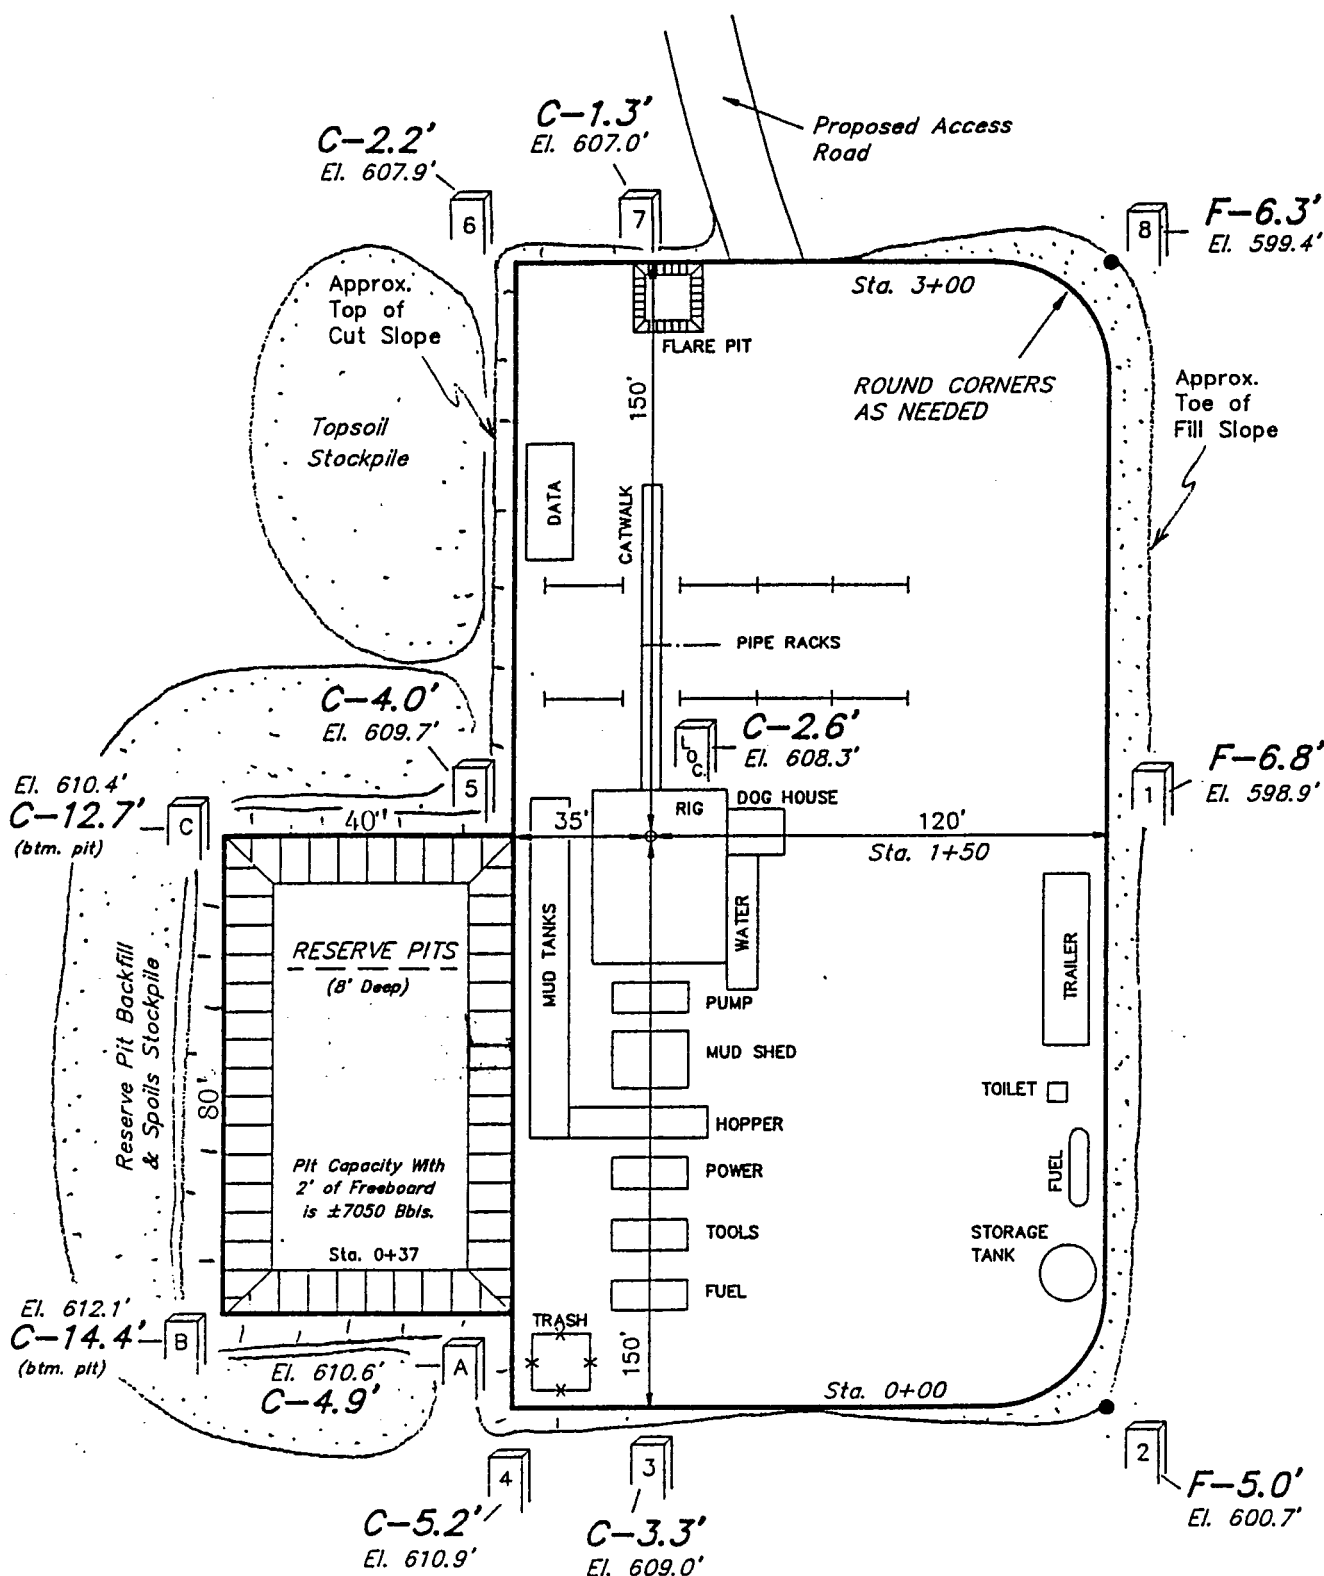 C-1.3'
El. 607.0'
Proposed Access
Road
C-2.2'
El. 607.9'
6
7
8
F-6.3'
El. 599.4'
Approx.
Top of
Cut Slope
Sta. 3+00
FLARE PIT
150'
ROUND CORNERS
AS NEEDED
Approx.
Toe of
Fill Slope
Topsoil
Stockpile
DATA
CATWALK
PIPE RACKS
C-4.0'
El. 609.7'
5
LOC.
C-2.6'
El. 608.3'
F-6.8'
El. 598.9'
1
El. 610.4'
C-12.7'
(btm. pit)
C
40'
35'
RIG
DOG HOUSE
120'
Sta. 1+50
RESERVE PITS
(8' Deep)
MUD TANKS
WATER
TRAILER
PUMP
MUD SHED
TOILET
Reserve Pit Backfill
& Spoils Stockpile
80'
HOPPER
Pit Capacity With
2' of Freeboard
is ±7050 Bbls.
POWER
FUEL
Sta. 0+37
TOOLS
STORAGE
TANK
FUEL
El. 612.1'
C-14.4'
(btm. pit)
B
TRASH
A
El. 610.6'
C-4.9'
150'
Sta. 0+00
4
3
2
F-5.0'
El. 600.7'
C-5.2'
El. 610.9'
C-3.3'
El. 609.0'